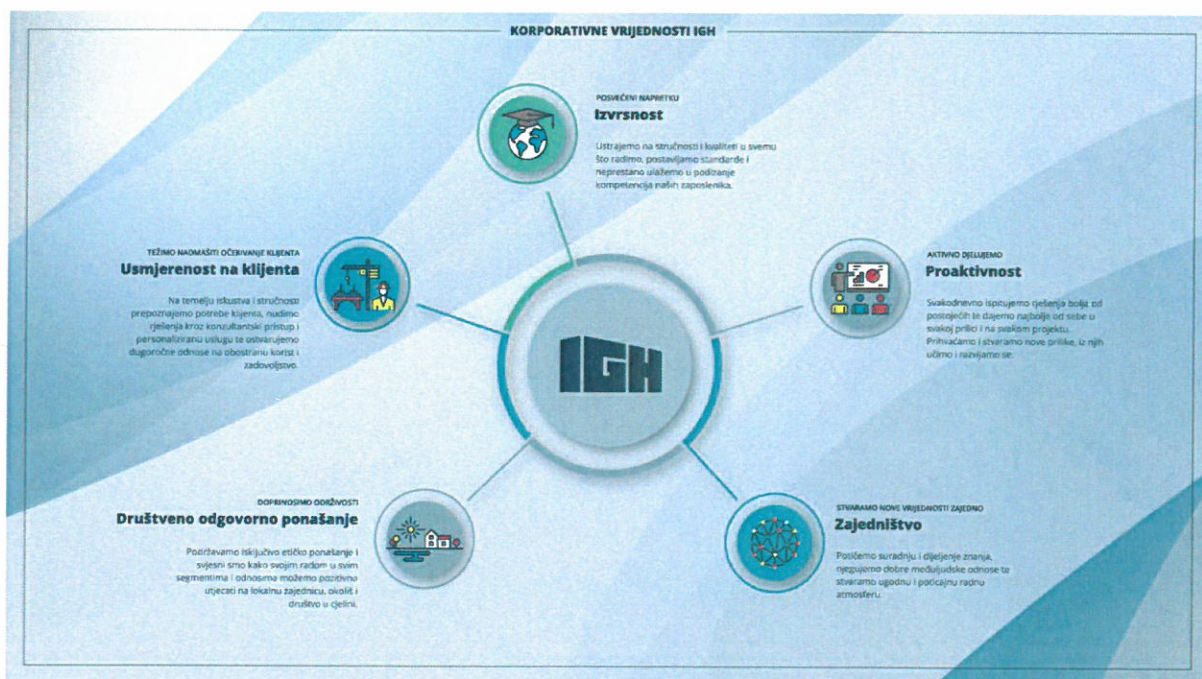 KORPORATIVNE VRIJEDNOSTI IGH
POSVEĆENI NAPRETKU
Izvrsnost
Ustrajemo na stručnosti i kvaliteti u svemu
što radimo, postavljamo standarde i
neprestano ulažemo u podizanje
kompetencija naših zaposlenika.
TEŽIMO NADMAŠITI OČEKIVANJE KLIJENTA
Usmjerenost na klijenta
Na temelju iskustva i stručnosti
prepoznajemo potrebe klijenta, nudimo
rješenja kroz konzultantski pristup i
personaliziranu uslugu te ostvarujemo
dugoročne odnose na obostranu korist i
zadovoljstvo.
AKTIVNO DJELUJEMO
Proaktivnost
Svakodnevno ispitujemo rješenja bolja od
postojećih te dajemo najbolje od sebe u
svakoj prilici i na svakom projektu.
Prihvaćamo i stvaramo nove prilike, iz njih
učimo i razvijamo se.
IGH
DOPRINOSIMO ODRŽIVOSTI
Društveno odgovorno ponašanje
Podržavamo isključivo etičko ponašanje i
svjesni smo kako svojim radom u svim
segmentima i odnosima možemo pozitivno
utjecati na lokalnu zajednicu, okoliš i
društvo u cjelini.
STVARAMO NOVE VRIJEDNOSTI ZAJEDNO
Zajedništvo
Potičemo suradnju i dijeljenje znanja,
njegujemo dobre međuljudske odnose te
stvaramo ugodnu i poticajnu radnu
atmosferu.